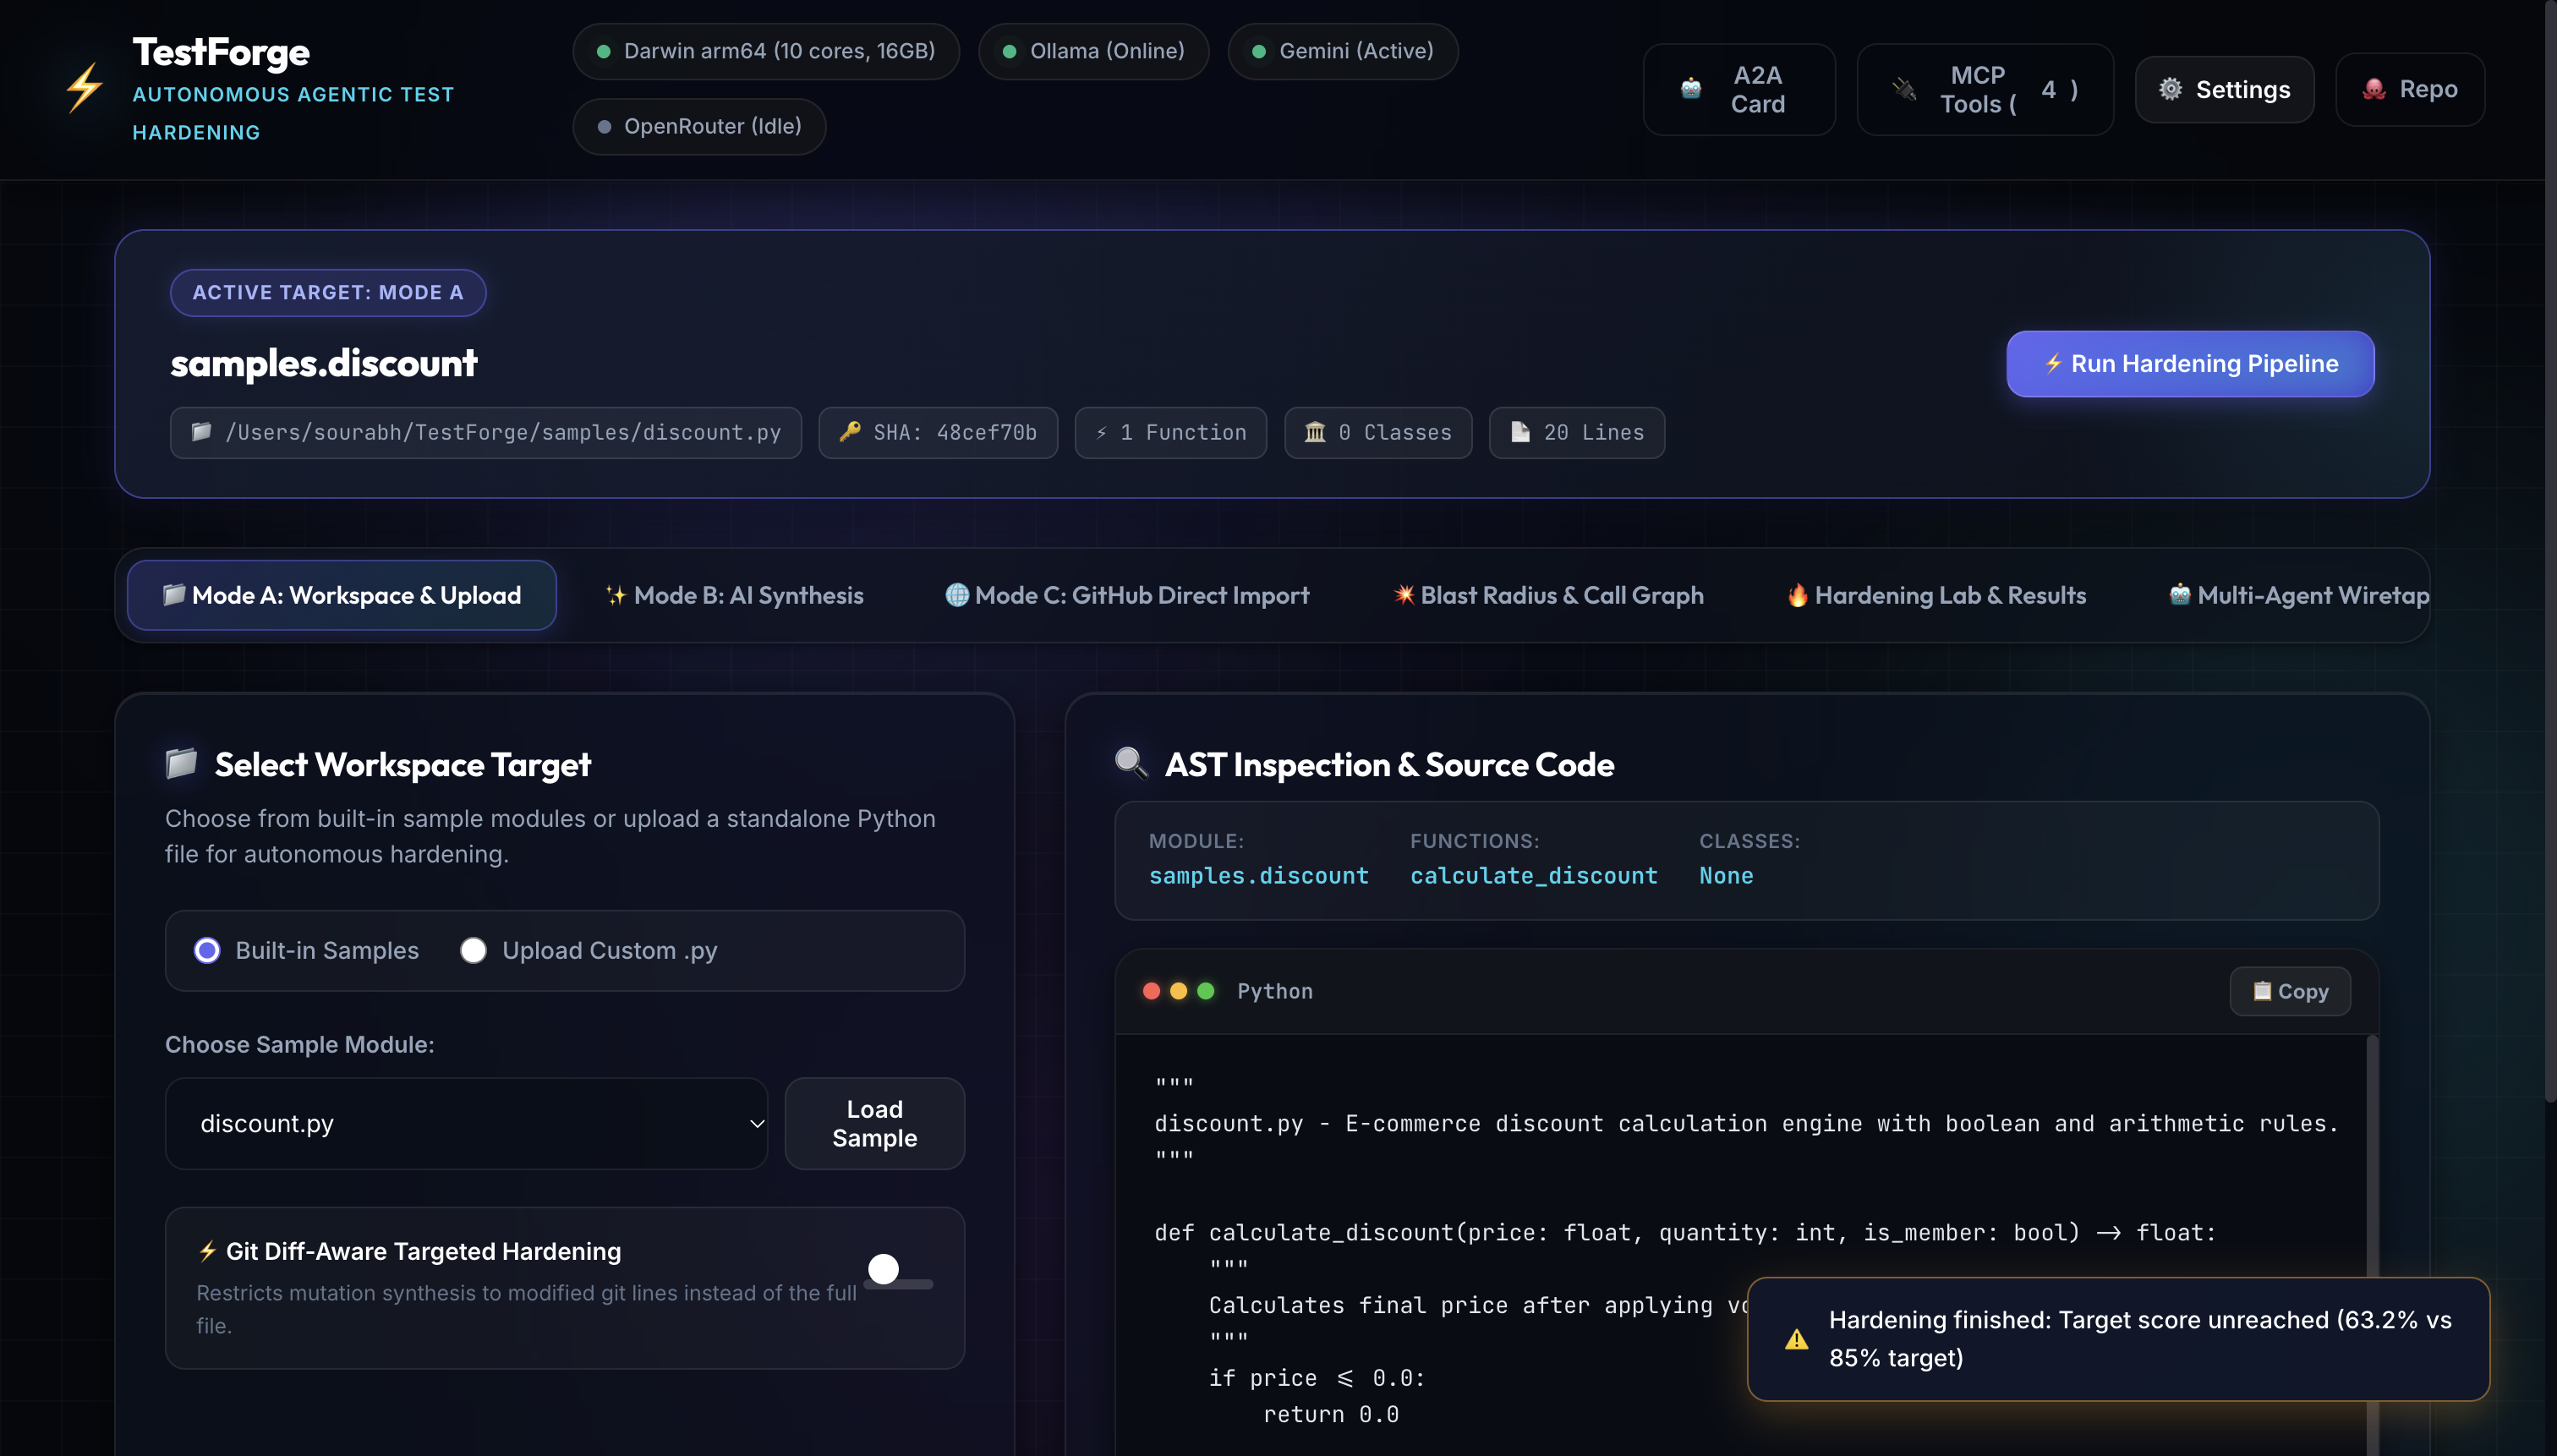 TestForge
AUTONOMOUS AGENTIC TEST
HARDENING
Darwin arm64 (10 cores, 16GB)
Ollama (Online)
Gemini (Active)
OpenRouter (Idle)
A2A
Card
MCP
Tools ( 4 )
Settings
Repo
ACTIVE TARGET: MODE A
samples.discount
/Users/sourabh/TestForge/samples/discount.py
SHA: 48cef70b
1 Function
0 Classes
20 Lines
Run Hardening Pipeline
Mode A: Workspace & Upload
Mode B: AI Synthesis
Mode C: GitHub Direct Import
Blast Radius & Call Graph
Hardening Lab & Results
Multi-Agent Wiretap
Select Workspace Target
Choose from built-in sample modules or upload a standalone Python
file for autonomous hardening.
Built-in Samples
Upload Custom .py
Choose Sample Module:
discount.py
Load
Sample
Git Diff-Aware Targeted Hardening
Restricts mutation synthesis to modified git lines instead of the full
file.
AST Inspection & Source Code
MODULE:
samples.discount
FUNCTIONS:
calculate_discount
CLASSES:
None
Python
Copy
"""
discount.py - E-commerce discount calculation engine with boolean and arithmetic rules.
"""
def calculate_discount(price: float, quantity: int, is_member: bool) -> float:
"""
Calculates final price after applying
"""
if price <= 0.0:
return 0.0
Hardening finished: Target score unreached (63.2% vs
85% target)